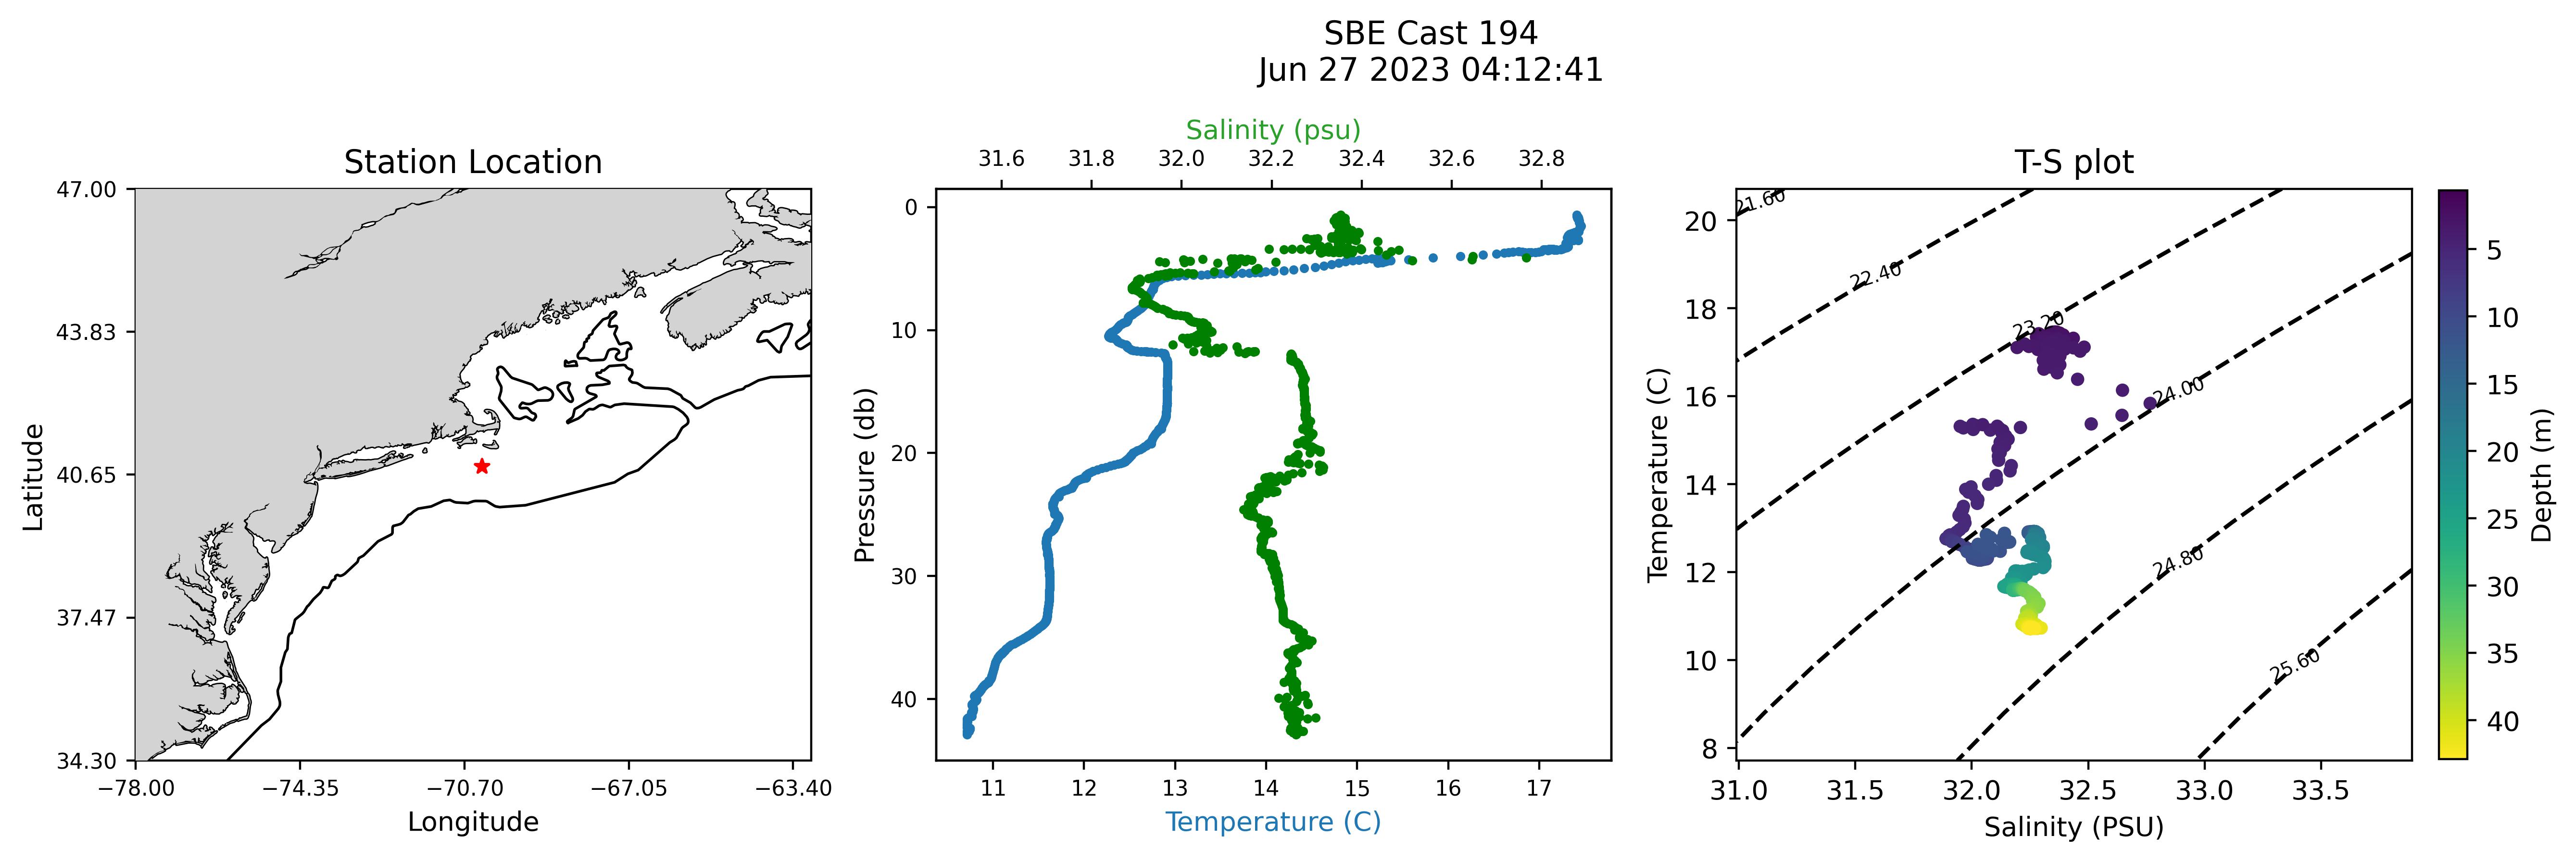 SBE Cast 194
Jun 27 2023 04:12:41
Station Location
47.00
43.83
40.65
37.47
34.30
Latitude
−78.00 −74.35 −70.70 −67.05 −63.40
Longitude
Salinity (psu)
31.6 31.8 32.0 32.2 32.4 32.6 32.8
0
10
20
30
40
Pressure (db)
11 12 13 14 15 16 17
Temperature (C)
T-S plot
20
18
16
14
12
10
8
Temperature (C)
21.60
22.40
23.20
24.00
24.80
25.60
31.0 31.5 32.0 32.5 33.0 33.5
Salinity (PSU)
5
10
15
20
25
30
35
40
Depth (m)